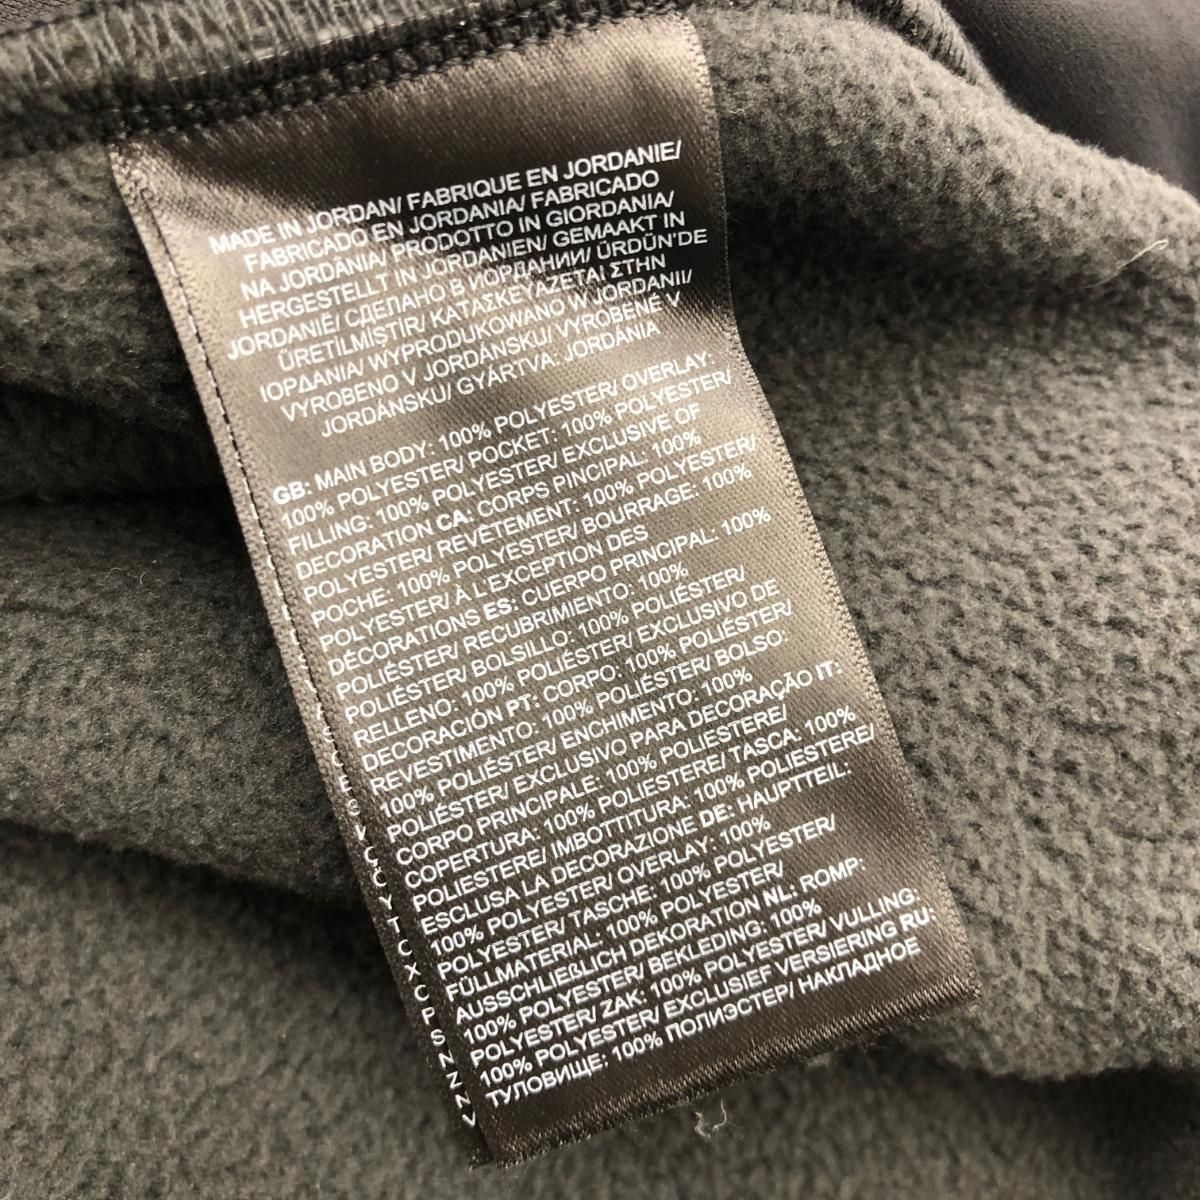 MADE IN JORDAN/ FABRIQUE EN JORDANIE/
FABRICADO EN JORDANIA/ FABRICADO
NA JORDÂNIA/ PRODOTTO IN GIORDANIA/
HERGESTELLT IN JORDANIEN/ GEMAAKT IN
JORDANIË/ СДЕЛАНО В ИОРДАНИИ/ ÜRDÜN'DE
ÜRETİLMİŞTİR/ ΚΑΤΑΣΚΕΥΑΖΕΤΑΙ ΣΤΗΝ
ΙΟΡΔΑΝΙΑ/ WYPRODUKOWANO W JORDANII/
VYROBENO V JORDÁNSKU/ VYROBENÉ V
JORDÁNSKU/ GYÁRTVA: JORDÁNIA
GB: MAIN BODY: 100% POLYESTER/ OVERLAY:
100% POLYESTER/ POCKET: 100% POLYESTER/
FILLING: 100% POLYESTER/ EXCLUSIVE OF
DECORATION CA: CORPS PINCIPAL: 100%
POLYESTER/ REVÊTEMENT: 100% POLYESTER/
POCHE: 100% POLYESTER/ BOURRAGE: 100%
POLYESTER/ À L'EXCEPTION DES
DÉCORATIONS ES: CUERPO PRINCIPAL: 100%
POLIÉSTER/ RECUBRIMIENTO: 100%
POLIÉSTER/ BOLSILLO: 100% POLIÉSTER/
RELLENO: 100% POLIÉSTER/ EXCLUSIVO DE
DECORACIÓN PT: CORPO: 100% POLIÉSTER/
REVESTIMENTO: 100% POLIÉSTER/ BOLSO:
100% POLIÉSTER/ ENCHIMENTO: 100%
POLIÉSTER/ EXCLUSIVO PARA DECORAÇÃO IT:
CORPO PRINCIPALE: 100% POLIESTERE/
COPERTURA: 100% POLIESTERE/ TASCA: 100%
POLIESTERE/ IMBOTTITURA: 100% POLIESTERE/
ESCLUSA LA DECORAZIONE DE: HAUPTTEIL:
100% POLYESTER/ OVERLAY: 100%
POLYESTER/ TASCHE: 100% POLYESTER/
FÜLLMATERIAL: 100% POLYESTER/
AUSSCHLIEßLICH DEKORATION NL: ROMP:
100% POLYESTER/ BEKLEDING: 100%
POLYESTER/ ZAK: 100% POLYESTER/ VULLING:
100% POLYESTER/ EXCLUSIEF VERSIERING RU:
ТУЛОВИЩЕ: 100% ПОЛИЭСТЕР/ НАКЛАДНОЕ